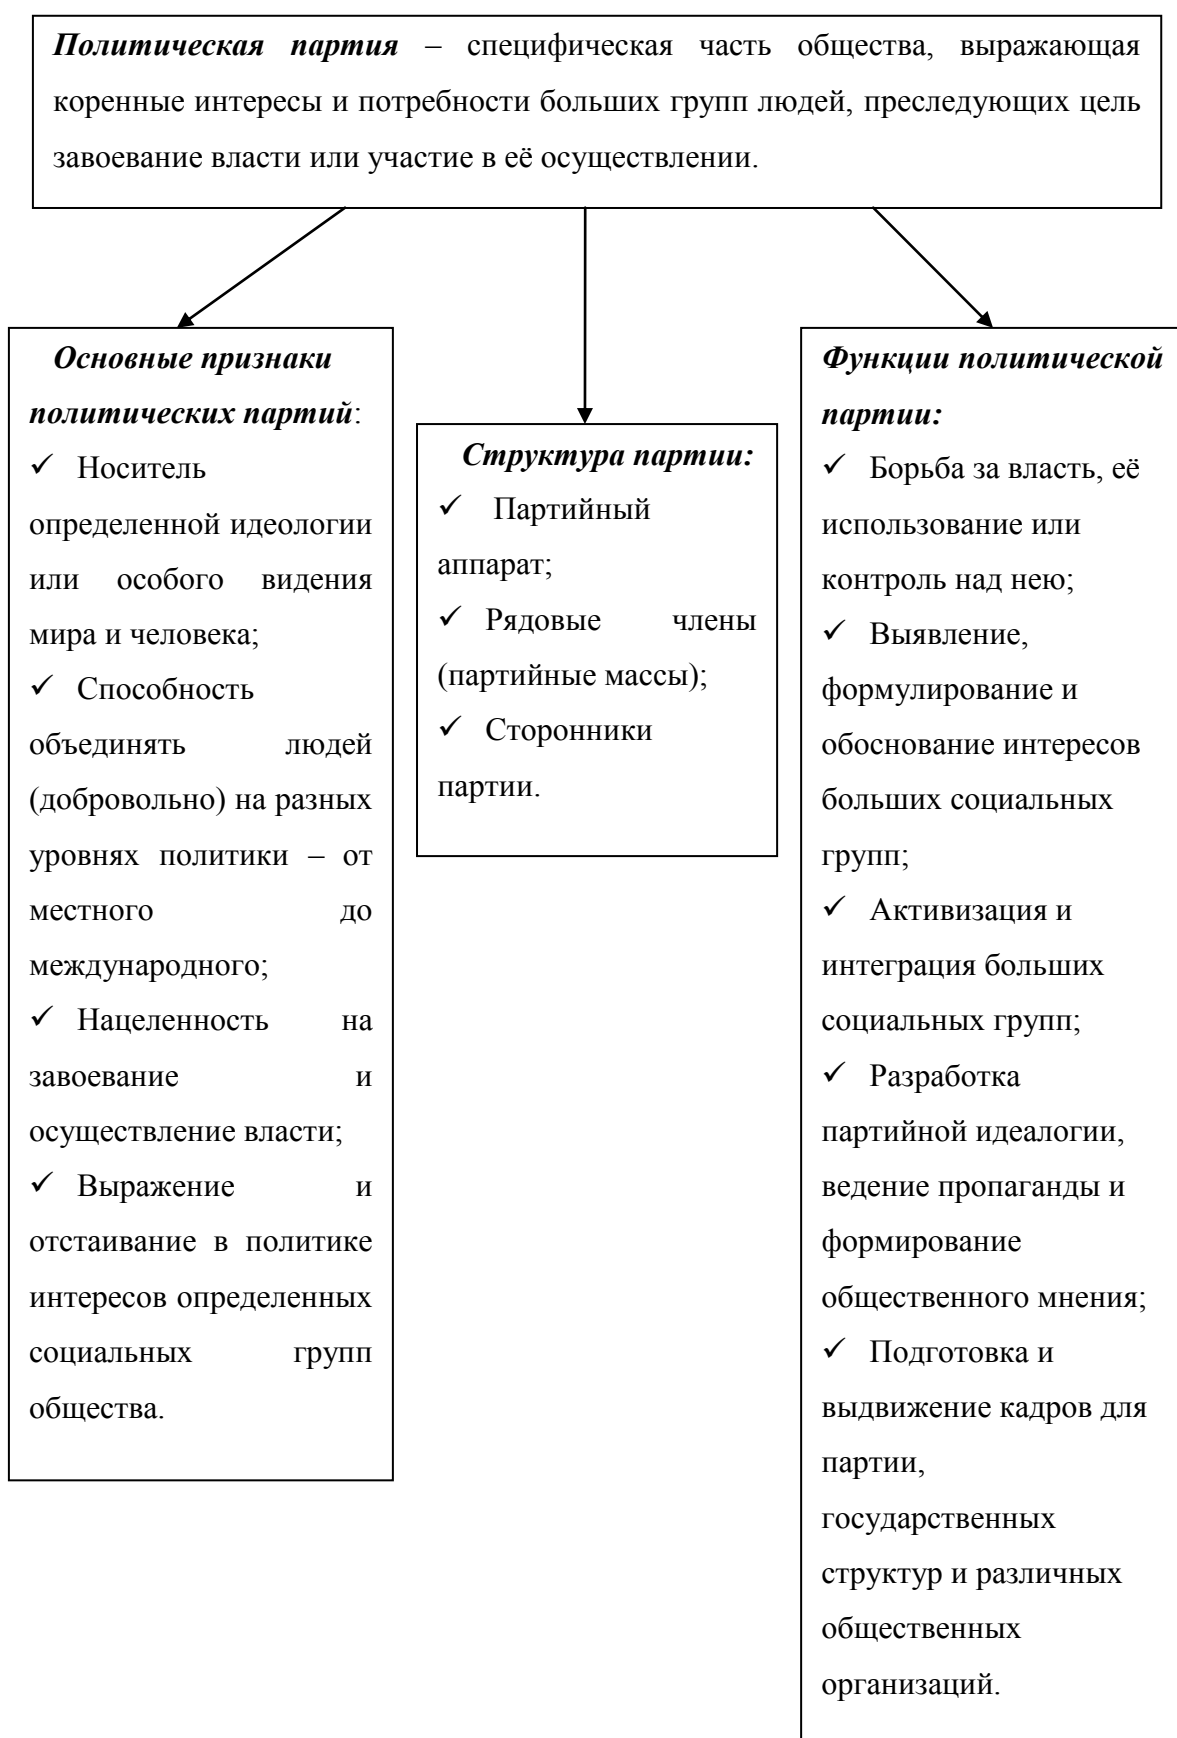 Политическая партия – специфическая часть общества, выражающая
коренные интересы и потребности больших групп людей, преследующих цель
завоевание власти или участие в её осуществлении.
Основные признаки
политических партий:
✓ Носитель
определенной идеологии
или особого видения
мира и человека;
✓ Способность
объединять людей
(добровольно) на разных
уровнях политики – от
местного до
международного;
✓ Нацеленность на
завоевание и
осуществление власти;
✓ Выражение и
отстаивание в политике
интересов определенных
социальных групп
общества.
Структура партии:
✓ Партийный
аппарат;
✓ Рядовые члены
(партийные массы);
✓ Сторонники
партии.
Функции политической
партии:
✓ Борьба за власть, её
использование или
контроль над нею;
✓ Выявление,
формулирование и
обоснование интересов
больших социальных
групп;
✓ Активизация и
интеграция больших
социальных групп;
✓ Разработка
партийной идеалогии,
ведение пропаганды и
формирование
общественного мнения;
✓ Подготовка и
выдвижение кадров для
партии,
государственных
структур и различных
общественных
организаций.